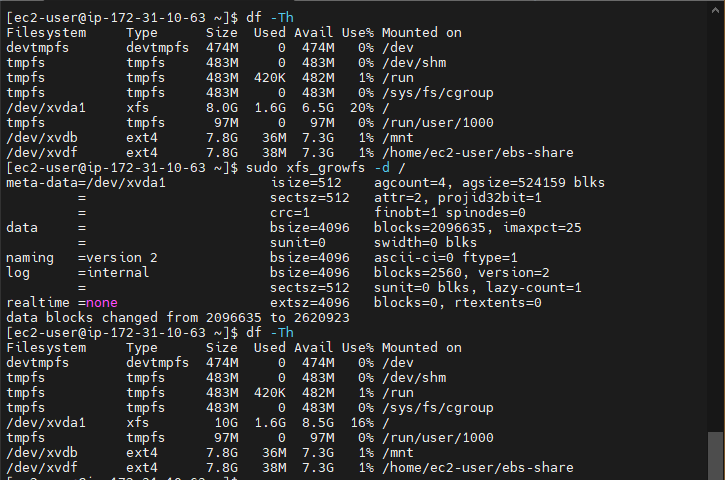 [ec2-user@ip-172-31-10-63 ~]$ df -Th
Filesystem     Type      Size  Used Avail Use% Mounted on
devtmpfs       devtmpfs  474M     0  474M   0% /dev
tmpfs          tmpfs     483M     0  483M   0% /dev/shm
tmpfs          tmpfs     483M  420K  482M   1% /run
tmpfs          tmpfs     483M     0  483M   0% /sys/fs/cgroup
/dev/xvda1     xfs       8.0G  1.6G  6.5G  20% /
tmpfs          tmpfs      97M     0   97M   0% /run/user/1000
/dev/xvdb      ext4      7.8G   36M  7.3G   1% /mnt
/dev/xvdf      ext4      7.8G   38M  7.3G   1% /home/ec2-user/ebs-share
[ec2-user@ip-172-31-10-63 ~]$ sudo xfs_growfs -d /
meta-data=/dev/xvda1             isize=512    agcount=4, agsize=524159 blks
         =                       sectsz=512   attr=2, projid32bit=1
         =                       crc=1        finobt=1 spinodes=0
data     =                       bsize=4096   blocks=2096635, imaxpct=25
         =                       sunit=0      swidth=0 blks
naming   =version 2              bsize=4096   ascii-ci=0 ftype=1
log      =internal               bsize=4096   blocks=2560, version=2
         =                       sectsz=512   sunit=0 blks, lazy-count=1
realtime =none                   extsz=4096   blocks=0, rtextents=0
data blocks changed from 2096635 to 2620923
[ec2-user@ip-172-31-10-63 ~]$ df -Th
Filesystem     Type      Size  Used Avail Use% Mounted on
devtmpfs       devtmpfs  474M     0  474M   0% /dev
tmpfs          tmpfs     483M     0  483M   0% /dev/shm
tmpfs          tmpfs     483M  420K  482M   1% /run
tmpfs          tmpfs     483M     0  483M   0% /sys/fs/cgroup
/dev/xvda1     xfs        10G  1.6G  8.5G  16% /
tmpfs          tmpfs      97M     0   97M   0% /run/user/1000
/dev/xvdb      ext4      7.8G   36M  7.3G   1% /mnt
/dev/xvdf      ext4      7.8G   38M  7.3G   1% /home/ec2-user/ebs-share